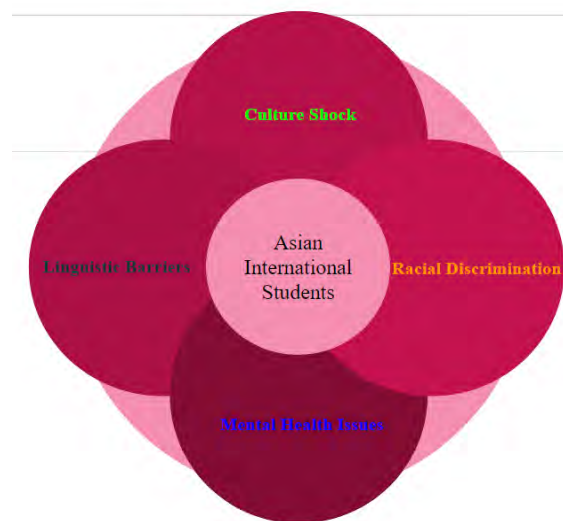 Culture Shock
Linguistic Barriers
Asian
International
Students
Racial Discrimination
Mental Health Issues